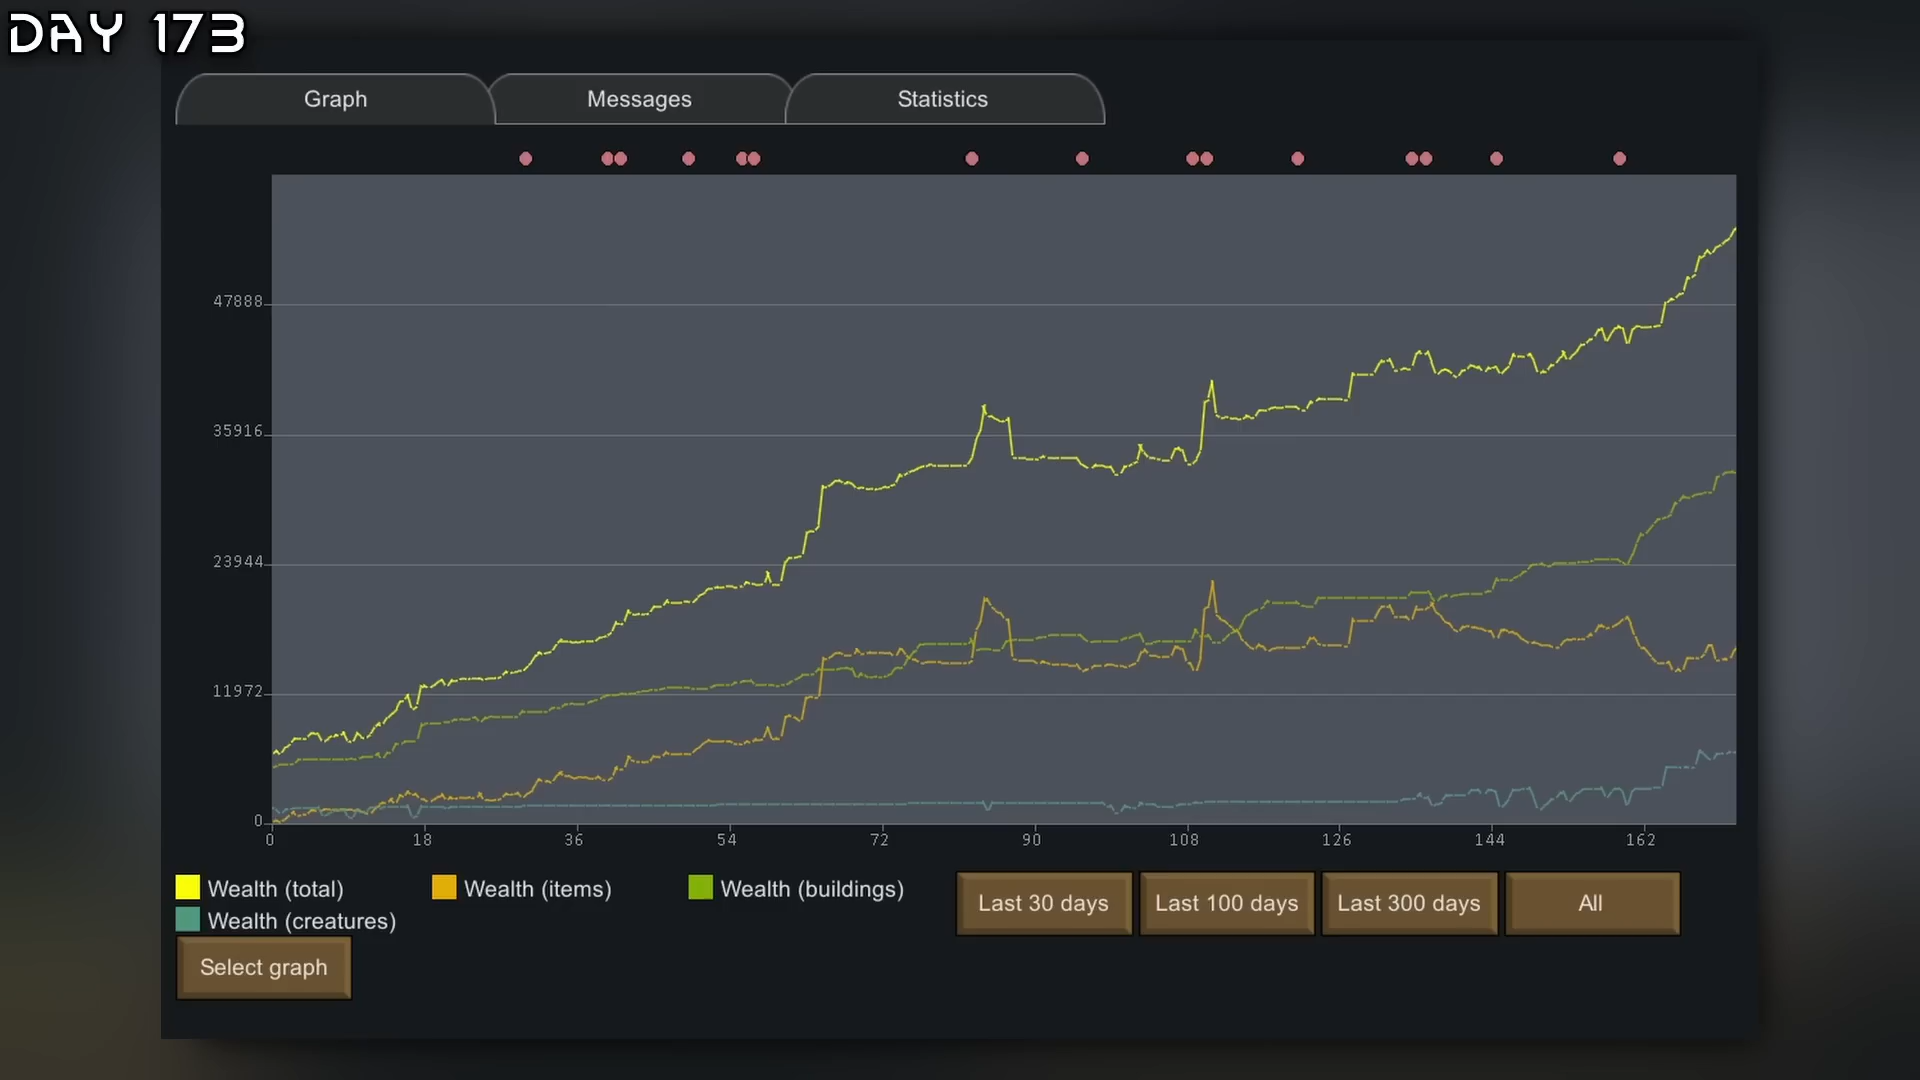 DAY 173
Graph Messages Statistics
47888
35916
23944
11972
0
0 18 36 54 72 90 108 126 144 162
Wealth (total) Wealth (items) Wealth (buildings)
Wealth (creatures)
Last 30 days Last 100 days Last 300 days All
Select graph